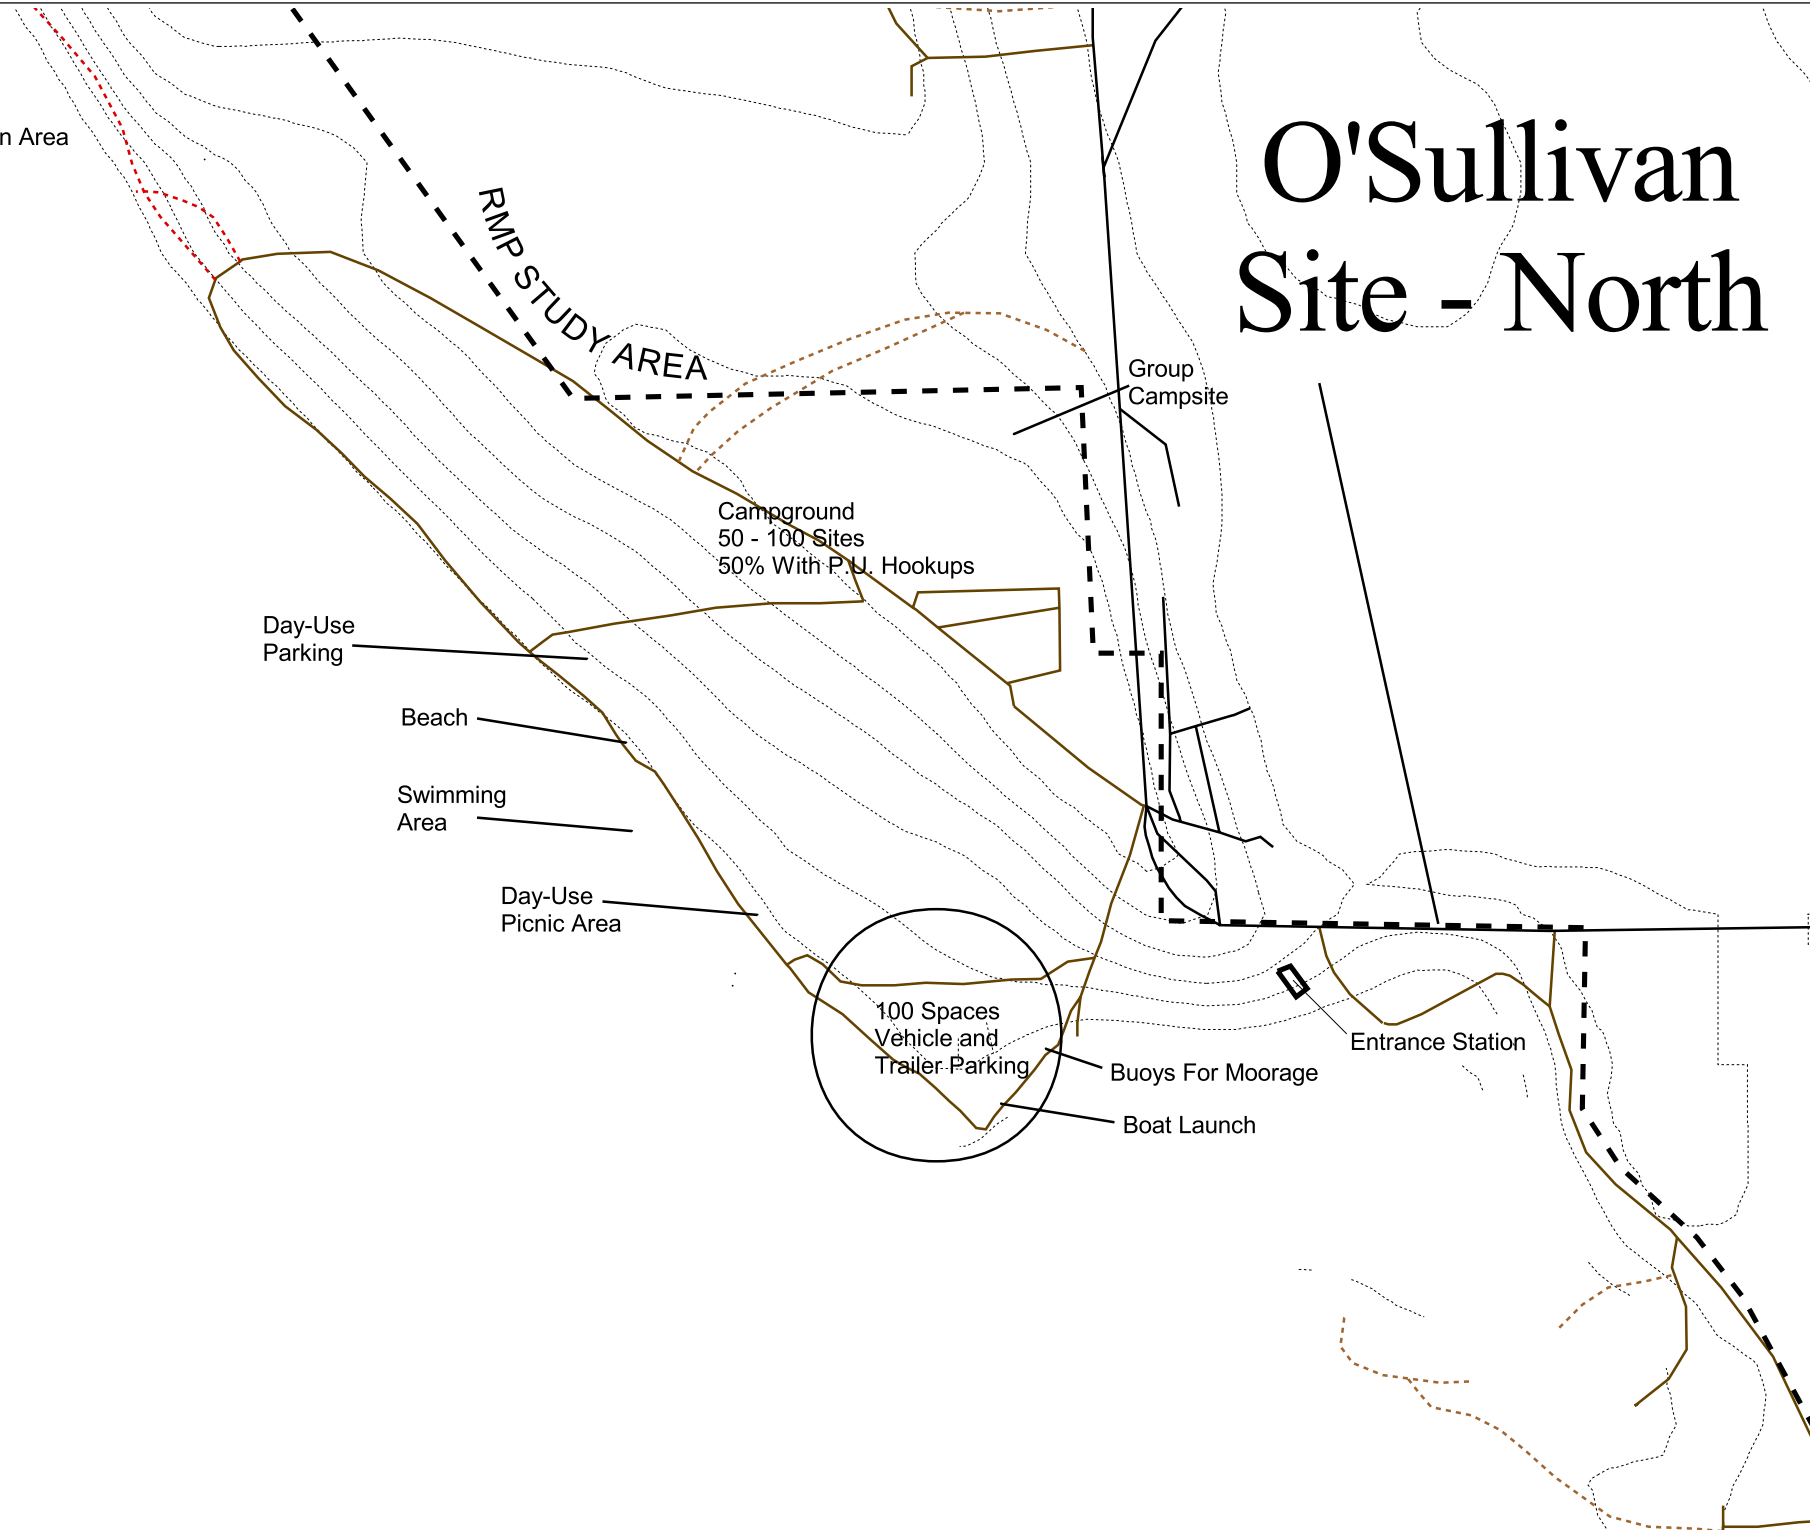 n Area
O'Sullivan
Site - North
RMP STUDY AREA
Group
Campsite
Campground
50 - 100 Sites
50% With P.U. Hookups
Day-Use
Parking
Beach
Swimming
Area
Day-Use
Picnic Area
100 Spaces
Vehicle and
Trailer Parking
Entrance Station
Buoys For Moorage
Boat Launch